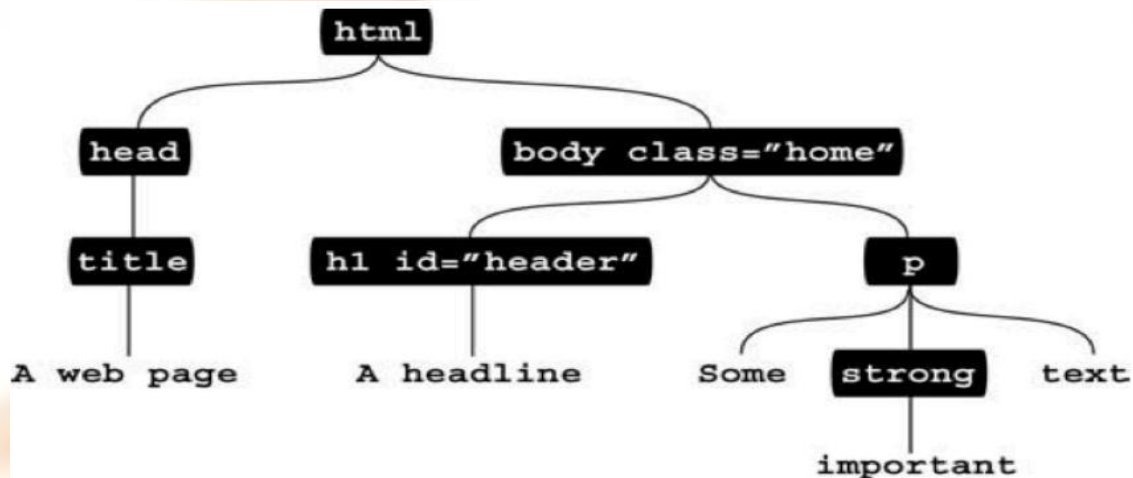 html
head
body class="home"
title
h1 id="header"
p
A web page
A headline
Some
strong
text
important